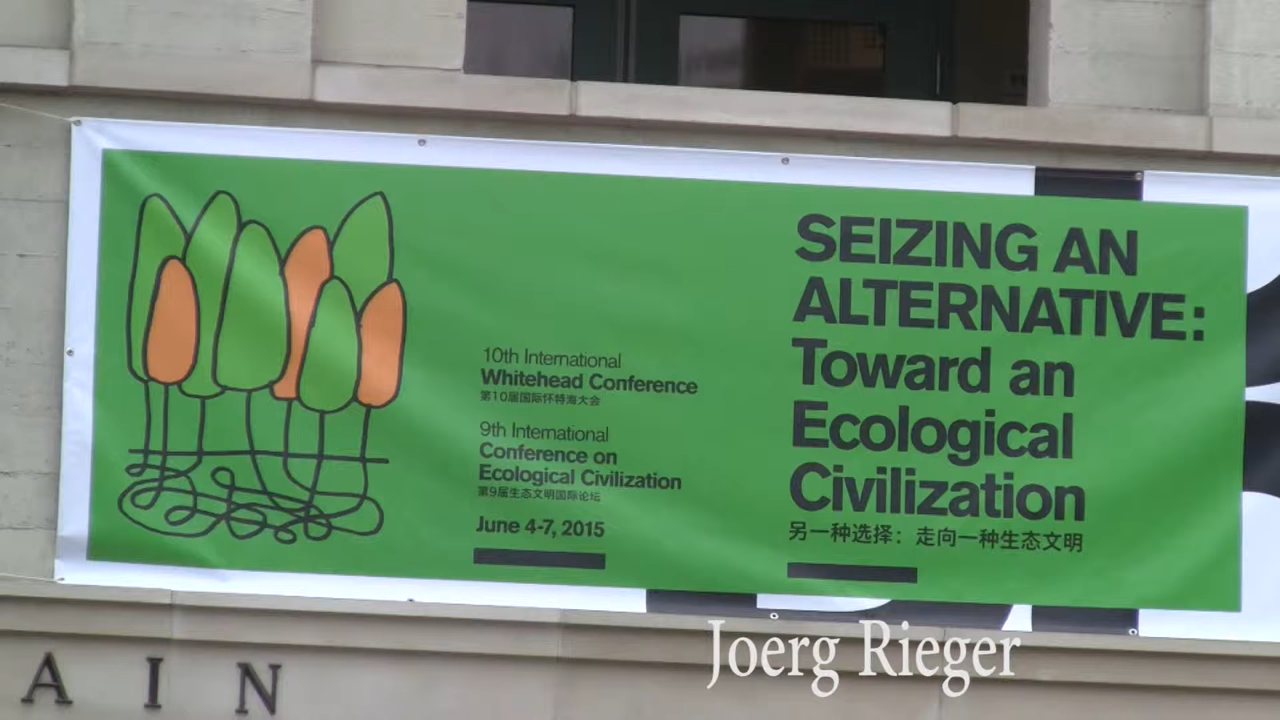 10th International
Whitehead Conference
第10届国际怀特海大会
9th International
Conference on
Ecological Civilization
第9届生态文明国际论坛
June 4-7, 2015
SEIZING AN
ALTERNATIVE:
Toward an
Ecological
Civilization
另一种选择：走向一种生态文明
Joerg Rieger
A I N